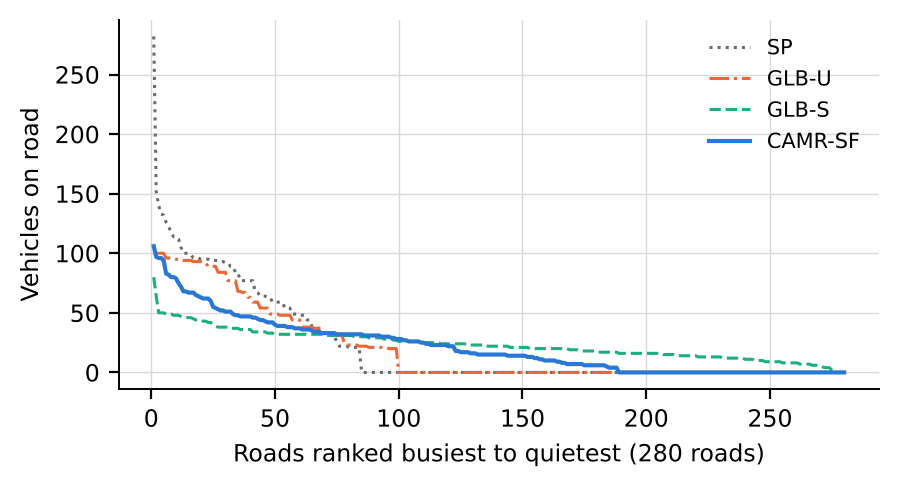 SP
GLB-U
GLB-S
CAMR-SF
Vehicles on road
250
200
150
100
50
0
0 50 100 150 200 250
Roads ranked busiest to quietest (280 roads)